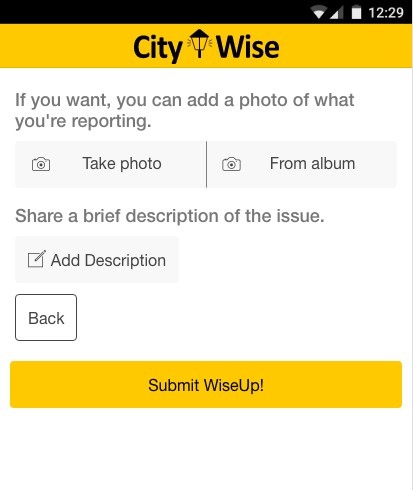 12:29
City Wise
If you want, you can add a photo of what
you're reporting.
Take photo
From album
Share a brief description of the issue.
Add Description
Back
Submit WiseUp!